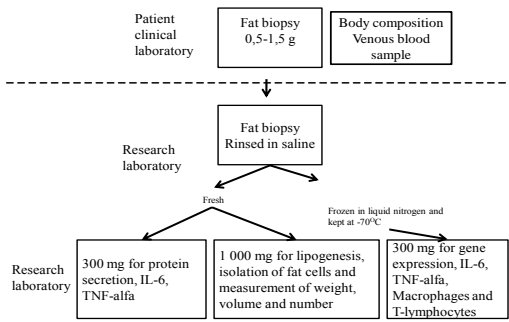 Patient
clinical
laboratory
Fat biopsy
0,5-1,5 g
Body composition
Venous blood
sample
Fat biopsy
Rinsed in saline
Research
laboratory
Fresh
Frozen in liquid nitrogen and
kept at -70⁰C
Research
laboratory
300 mg for protein
secretion, IL-6,
TNF-alfa
1 000 mg for lipogenesis,
isolation of fat cells and
measurement of weight,
volume and number
300 mg for gene
expression, IL-6,
TNF-alfa,
Macrophages and
T-lymphocytes